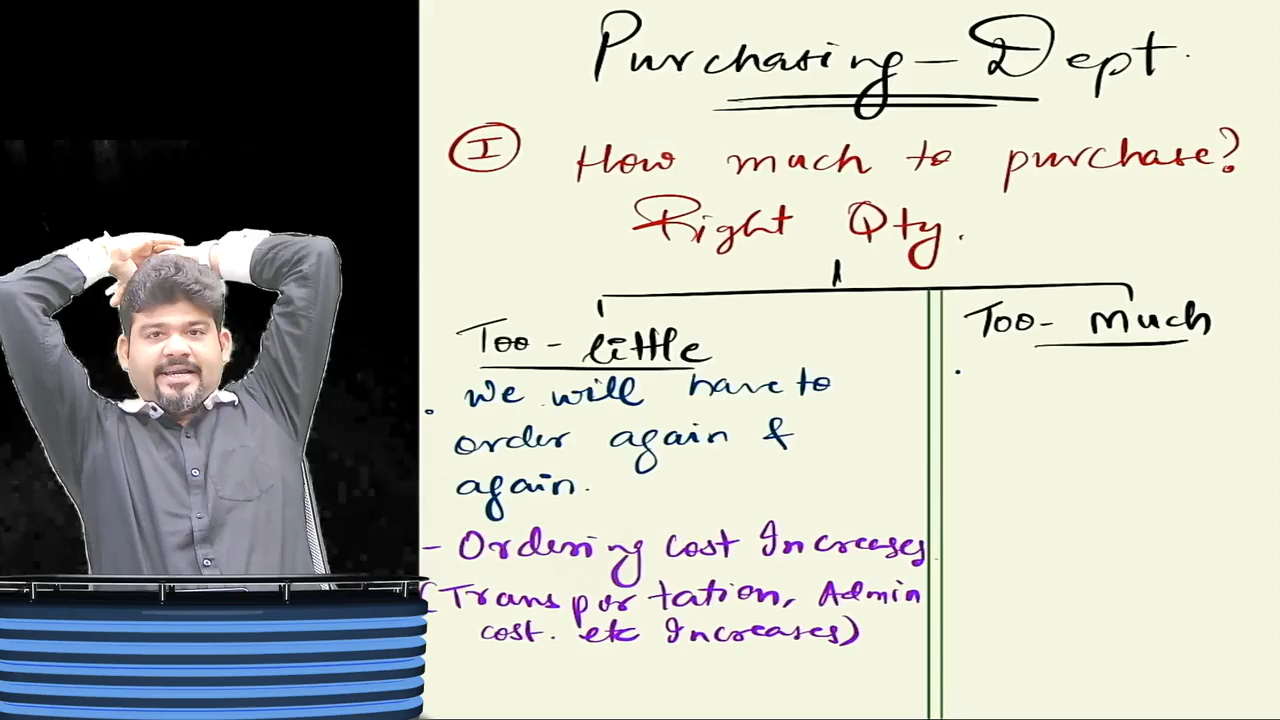 Purchasing - Dept.
I How much to purchase?
Right Qty.
Too - little
. We will have to
order again &
again.
- Ordering cost Increases
(Transportation, Admin
cost. etc Increases)
Too - Much
.